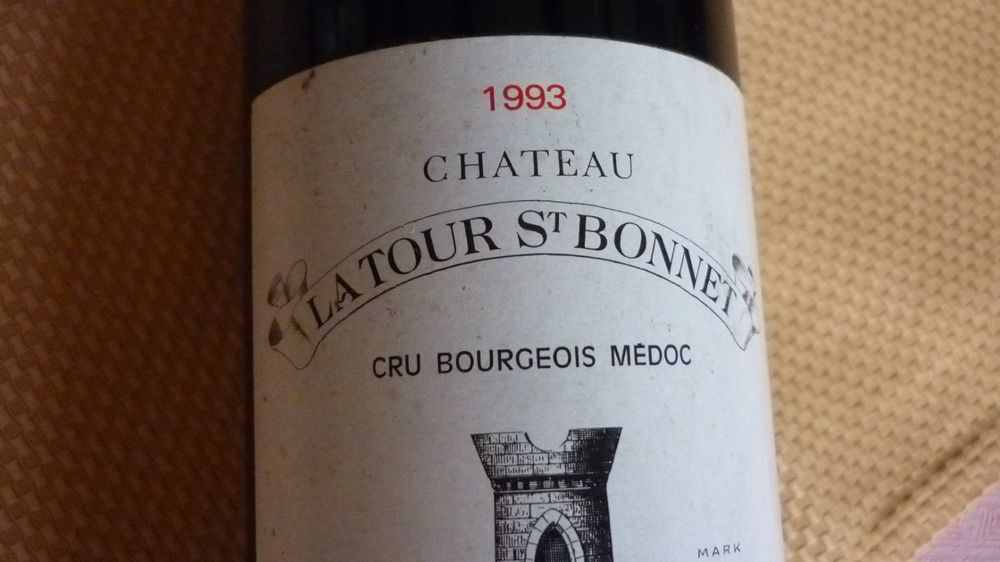 1993
CHATEAU
LA TOUR ST BONNET
CRU BOURGEOIS MÉDOC
MARK